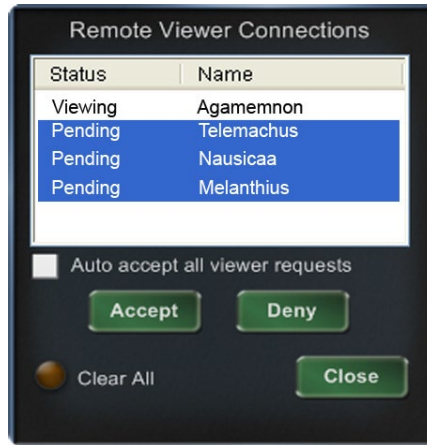 Remote Viewer Connections
Status Name
Viewing Agamemnon
Pending Telemachus
Pending Nausicaa
Pending Melanthius
Auto accept all viewer requests
Accept Deny
Clear All Close